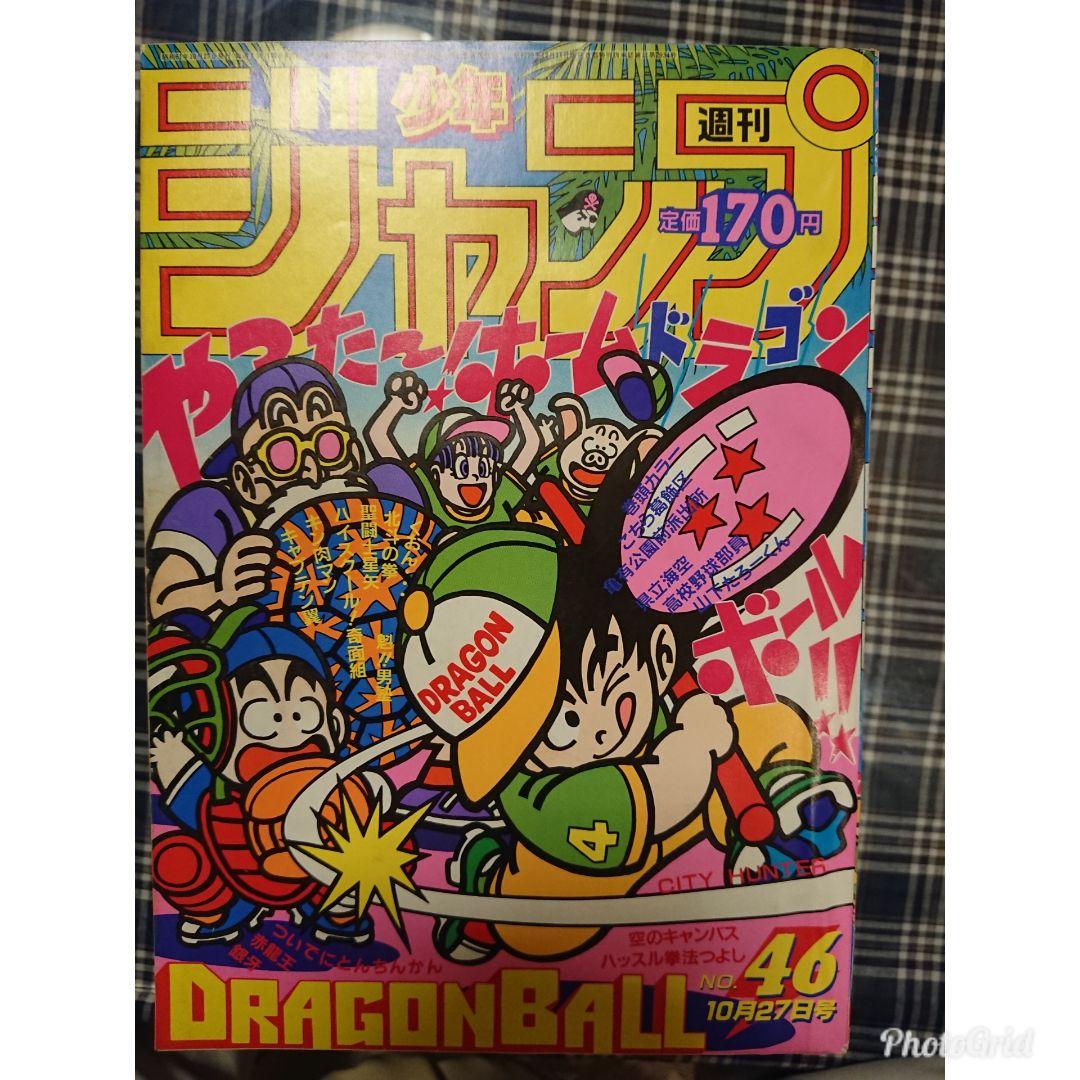 少年
週刊
ジャンプ
定価170円
やったぁ〜!ホームドラゴン
ボール!!
巻頭カラー
こちら葛飾区
亀有公園前派出所
県立海空
高校野球部員
山下たろーくん
北斗の拳
魁!!男塾
聖闘士星矢
ハイスクール!奇面組
キン肉マン
キャプテン翼
DRAGON
BALL
4
CITY HUNTER
ついでにとんちんかん
赤龍王
銀牙
空のキャンバス
ハッスル拳法つよし
DRAGON BALL
NO.46
10月27日号
PhotoGrid